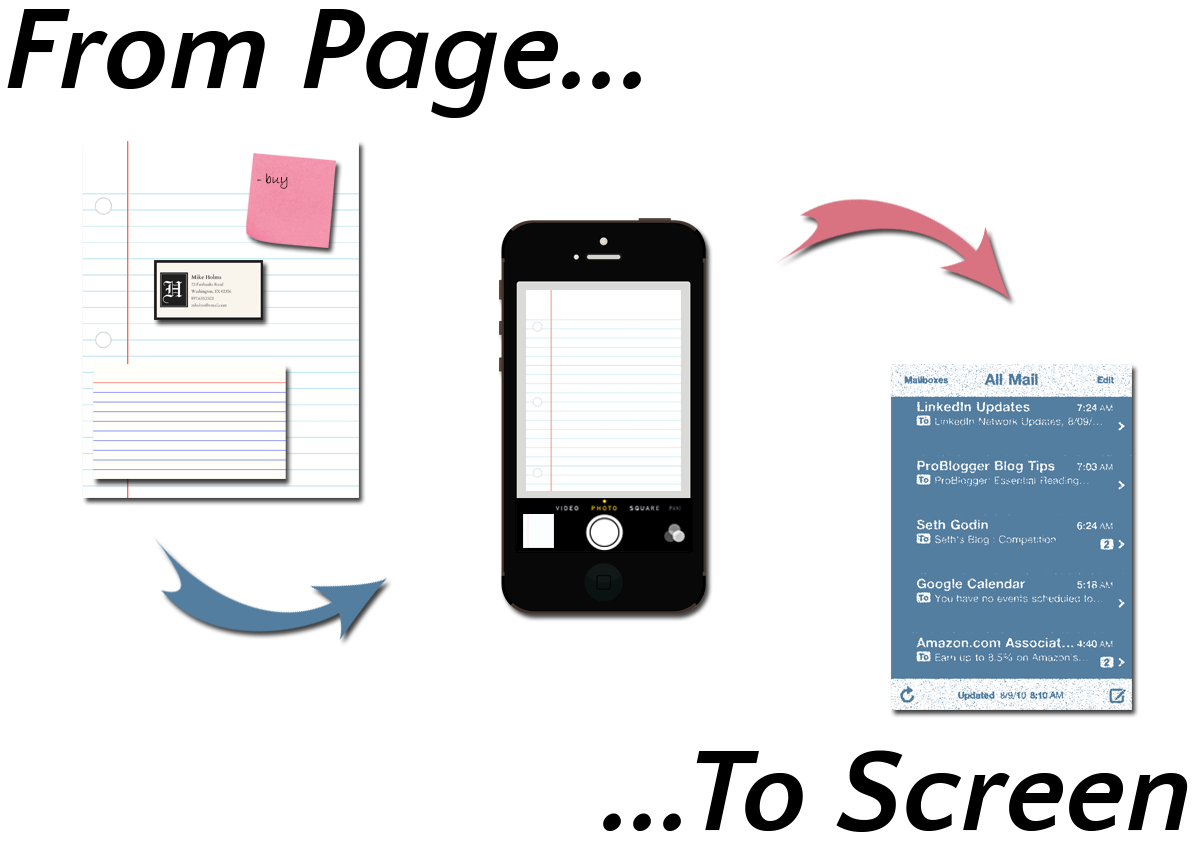 From Page...
- buy
H
Mike Holms
VIDEO PHOTO SQUARE
Mailboxes All Mail Edit
LinkedIn Updates 7:24 AM
To LinkedIn Network Updates, 8/09/...
ProBlogger Blog Tips 7:03 AM
To ProBlogger: Essential Reading...
Seth Godin 6:24 AM
To Seth's Blog : Competition
2
Google Calendar 5:18 AM
To You have no events scheduled to...
Amazon.com Associat... 4:40 AM
To Earn up to 8.5% on Amazon's...
2
Updated 8/9/10 8:10 AM
...To Screen